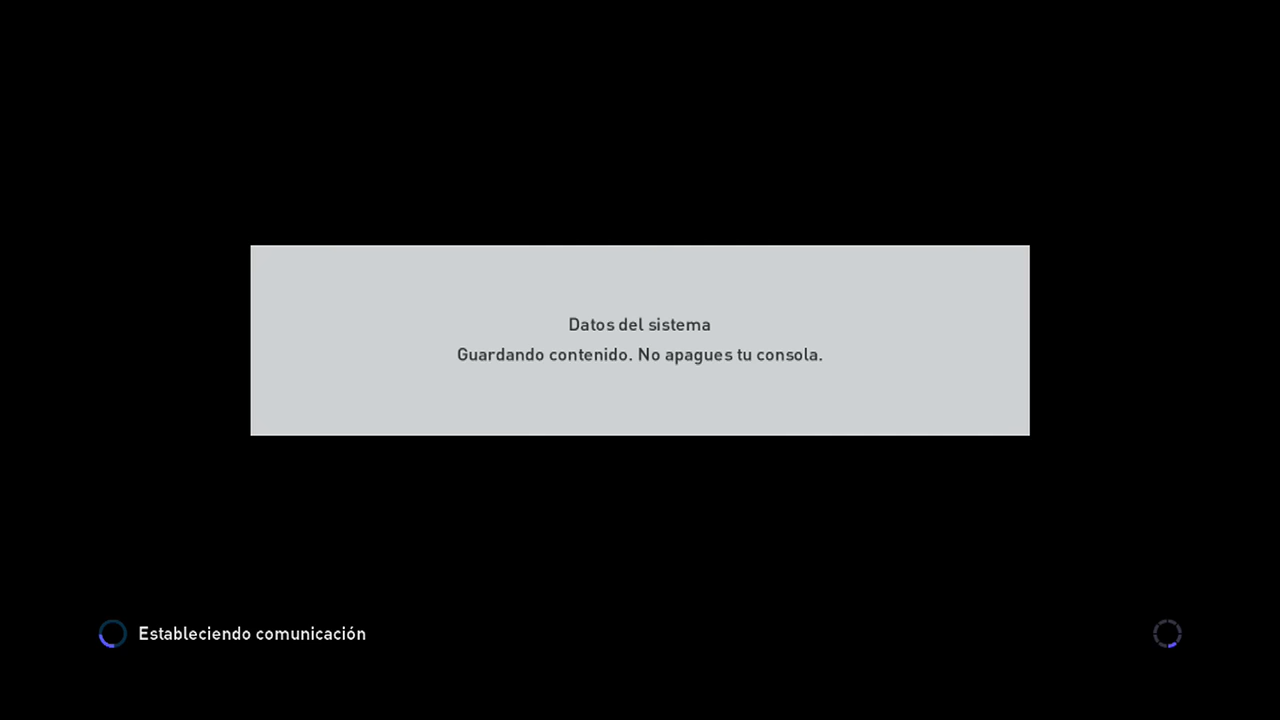 Datos del sistema
Guardando contenido. No apagues tu consola.
Estableciendo comunicación